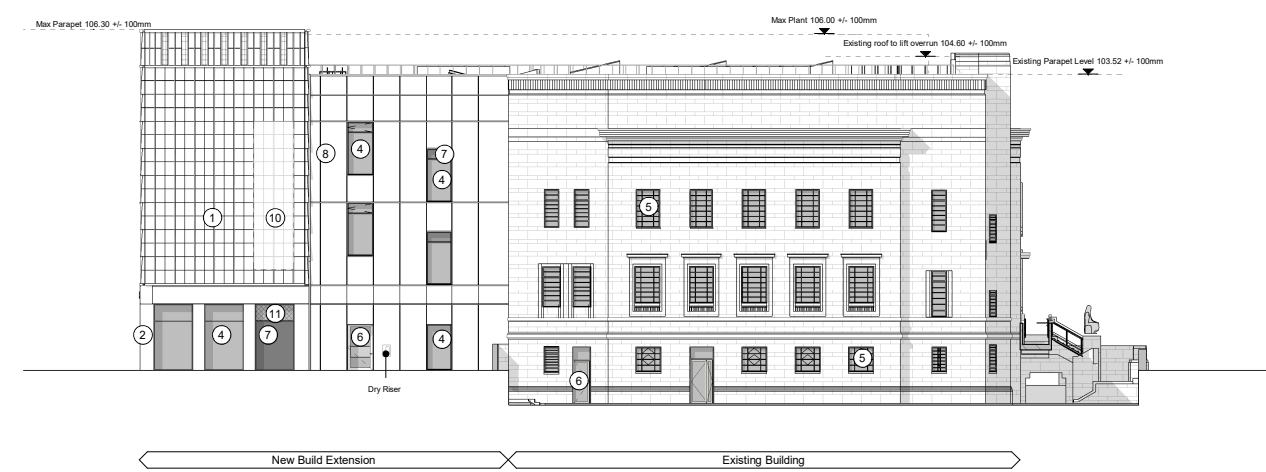 Max Parapet 106.30 +/- 100mm
Max Plant 106.00 +/- 100mm
Existing roof to lift overrun 104.60 +/- 100mm
Existing Parapet Level 103.52 +/- 100mm
8
4
7
4
1
10
5
11
2
4
7
6
4
5
6
Dry Riser
New Build Extension
Existing Building